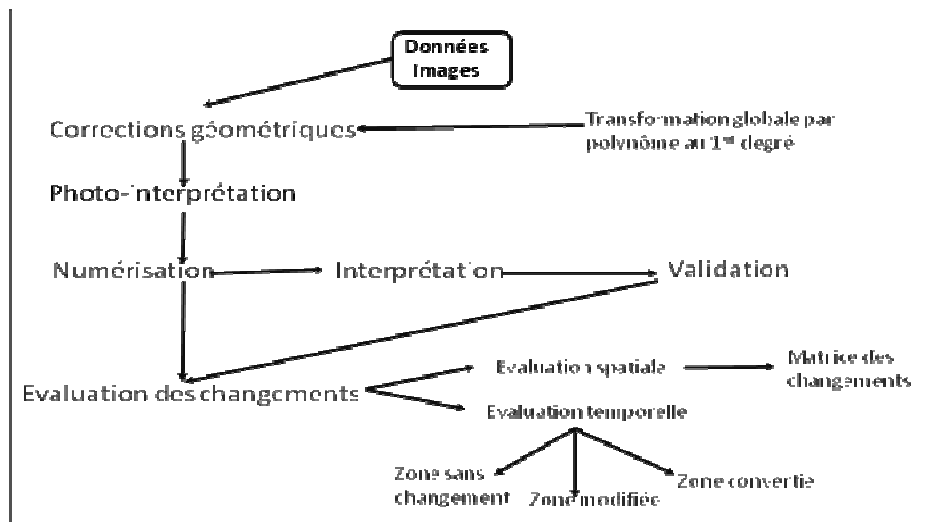 Données
Images
Corrections géométriques
Transformation globale par
polynôme au 1er degré
Photo-interprétation
Numérisation
Interprétation
Validation
Evaluation des changements
Evaluation spatiale
Matrice des
changements
Evaluation temporelle
Zone sans
changement
Zone modifiée
Zone convertie